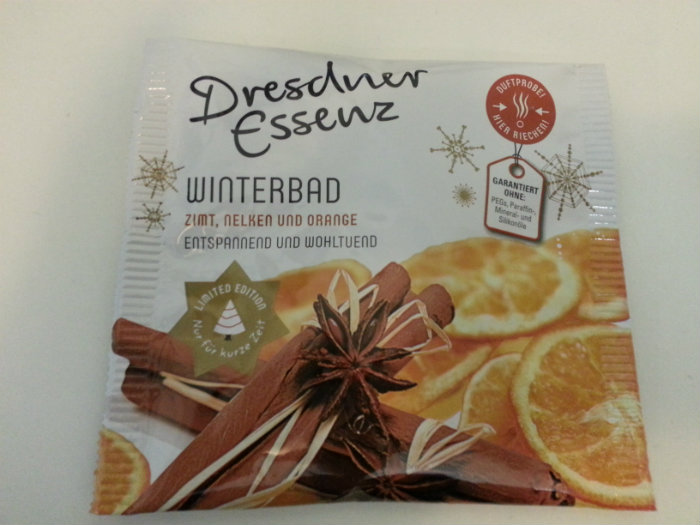 Dresdner
Essenz
DUFTPROBE!
HIER RIECHEN!
WINTERBAD
ZIMT, NELKEN UND ORANGE
ENTSPANNEND UND WOHLTUEND
GARANTIERT
OHNE:
PEGs, Paraffin-,
Mineral- und
Silikonöle
LIMITED EDITION
Nur für kurze Zeit